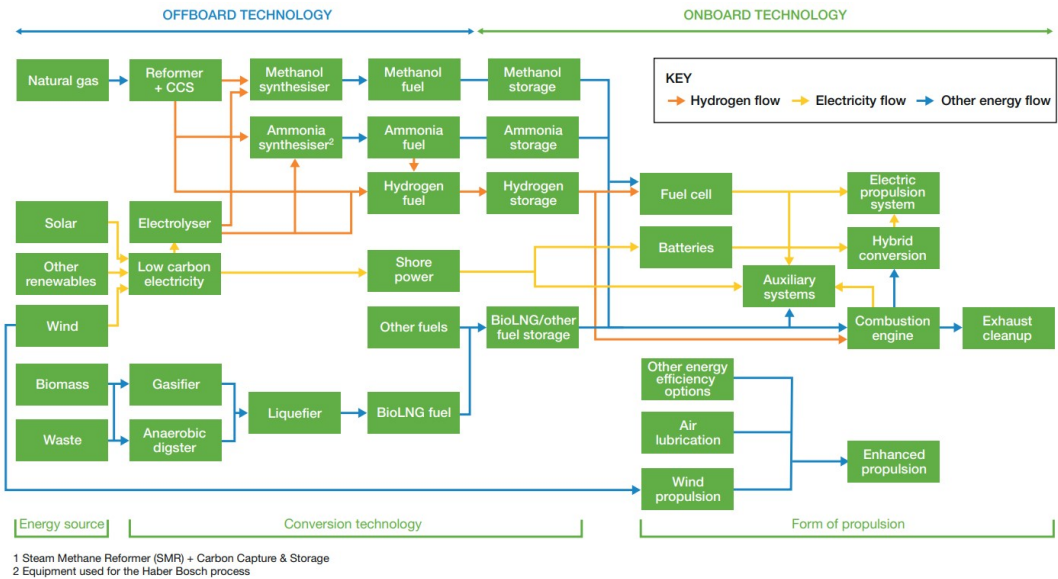 OFFBOARD TECHNOLOGY
ONBOARD TECHNOLOGY
Natural gas
Reformer
+ CCS
Methanol
synthesiser
Methanol
fuel
Methanol
storage
KEY
Hydrogen flow
Electricity flow
Other energy flow
Ammonia
synthesiser²
Ammonia
fuel
Ammonia
storage
Hydrogen
fuel
Hydrogen
storage
Fuel cell
Electric
propulsion
system
Solar
Electrolyser
Batteries
Hybrid
conversion
Other
renewables
Low carbon
electricity
Shore
power
Auxiliary
systems
Wind
Other fuels
BioLNG/other
fuel storage
Combustion
engine
Exhaust
cleanup
Biomass
Gasifier
Other energy
efficiency
options
Liquefier
BioLNG fuel
Waste
Anaerobic
digster
Air
lubrication
Enhanced
propulsion
Wind
propulsion
Energy source
Conversion technology
Form of propulsion
1 Steam Methane Reformer (SMR) + Carbon Capture & Storage
2 Equipment used for the Haber Bosch process